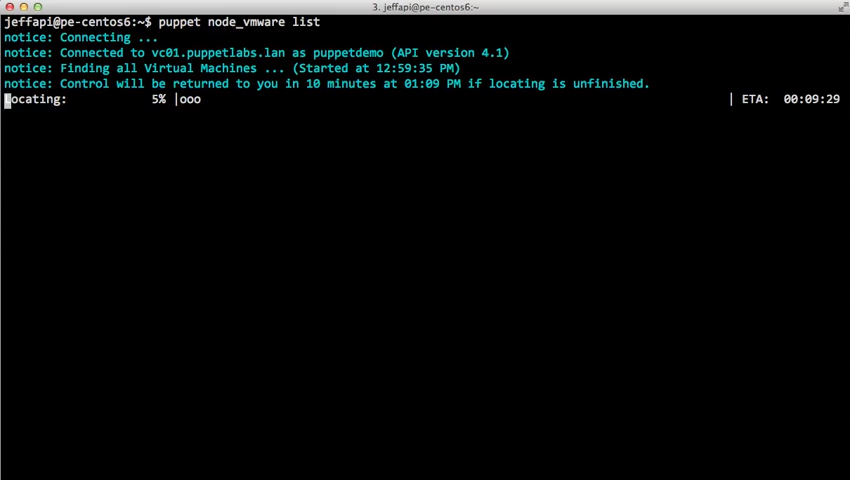 3. jeffapi@pe-centos6:~
jeffapi@pe-centos6:~$ puppet node_vmware list
notice: Connecting ...
notice: Connected to vc01.puppetlabs.lan as puppetdemo (API version 4.1)
notice: Finding all Virtual Machines ... (Started at 12:59:35 PM)
notice: Control will be returned to you in 10 minutes at 01:09 PM if locating is unfinished.
Locating: 5% |ooo | ETA: 00:09:29